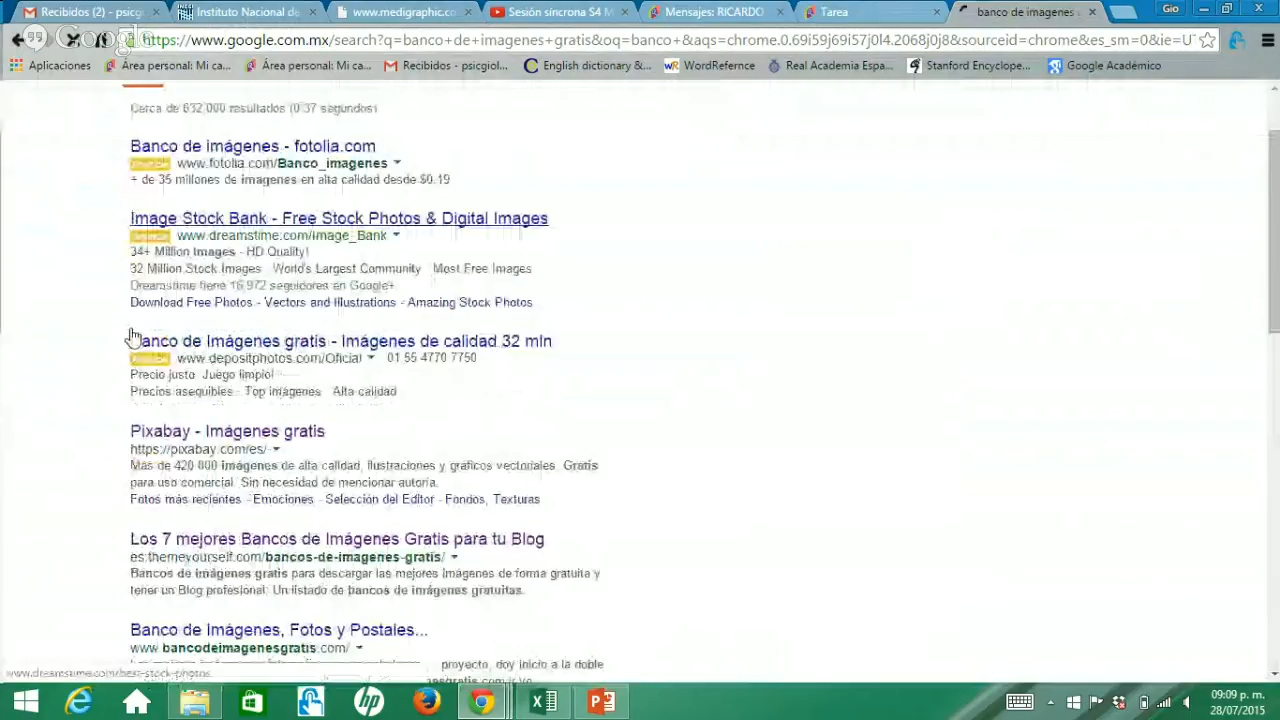 Recibidos (2) - psicgi
Instituto Nacional de
www.medigraphic.co
Sesión síncrona S4 M
Mensajes: RICARDO
Tarea
banco de imagenes
Gio
Google
https://www.google.com.mx/search?q=banco+de+imagenes+gratis&oq=banco+&aqs=chrome.0.69i59j69i57j0l4.2068j0j8&sourceid=chrome&es_sm=0&ie=U
Aplicaciones
Área personal: Mi ca...
Área personal: Mi ca...
Recibidos - psicgiol...
English dictionary &...
WordRefernce
Real Academia Espa...
Stanford Encyclope...
Google Académico
Cerca de 632,000 resultados (0.37 segundos)
Banco de imágenes - fotolia.com
www.fotolia.com/Banco_imagenes
+ de 35 millones de imagenes en alta calidad desde $0.19
Image Stock Bank - Free Stock Photos & Digital Images
www.dreamstime.com/Image_Bank
34+ Million Images - HD Quality!
32 Million Stock Images World's Largest Community Most Free Images
Dreamstime tiene 16,972 seguidores en Google+
Download Free Photos - Vectors and Illustrations - Amazing Stock Photos
Banco de Imágenes gratis - Imágenes de calidad 32 mln
www.depositphotos.com/Oficial 01 55 4770 7750
Precio justo. Juego limpio!
Precios asequibles - Top imágenes Alta calidad
Pixabay - Imágenes gratis
https://pixabay.com/es/
Más de 420 000 imágenes de alta calidad, Ilustraciones y gráficos vectoriales. Gratis
para uso comercial. Sin necesidad de mencionar autoría.
Fotos más recientes - Emociones - Selección del Editor - Fondos, Texturas
Los 7 mejores Bancos de Imágenes Gratis para tu Blog
es.themeyourself.com/bancos-de-imagenes-gratis/
Bancos de imágenes gratis para descargar las mejores imágenes de forma gratuita y
tener un Blog profesional. Un listado de bancos de imágenes gratuitas.
Banco de Imágenes, Fotos y Postales...
www.bancodeimagenesgratis.com/
proyecto, doy inicio a la doble
www.dreamstime.com/best-stock-photos
09:09 p. m.
28/07/2015